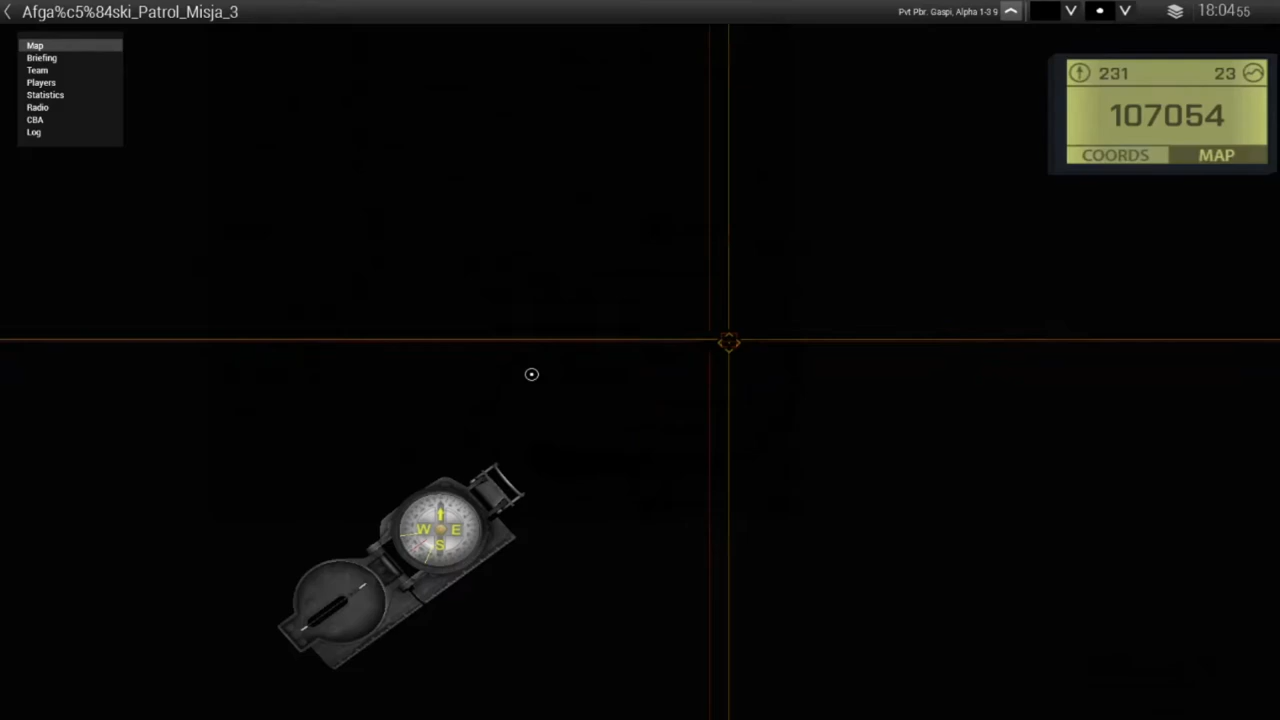 Afga%c5%84ski_Patrol_Misja_3
Pvt Pbr. Gaspi, Alpha 1-3 9
18:04 55
Map
Briefing
Team
Players
Statistics
Radio
CBA
Log
231 23
107054
COORDS MAP
W E
S